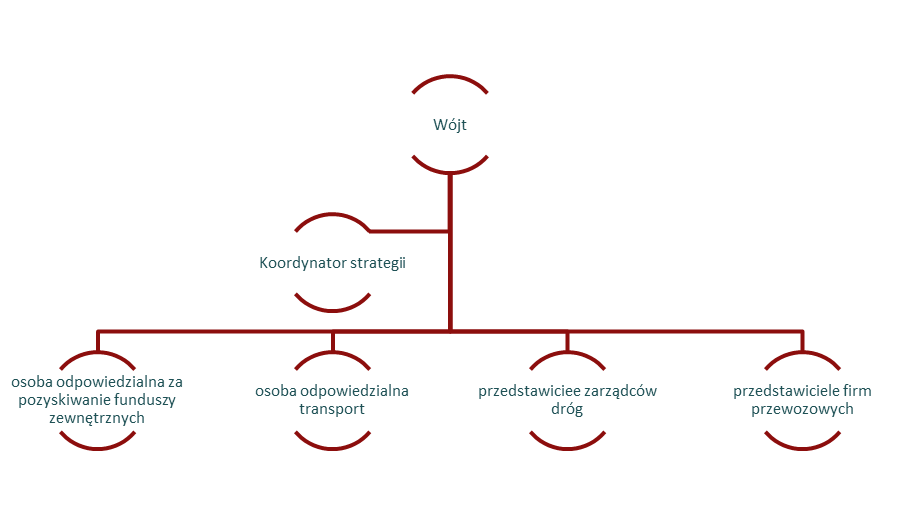 Wójt
Koordynator strategii
osoba odpowiedzialna za
pozyskiwanie funduszy
zewnętrznych
osoba odpowiedzialna
transport
przedstawiciee zarządców
dróg
przedstawiciele firm
przewozowych